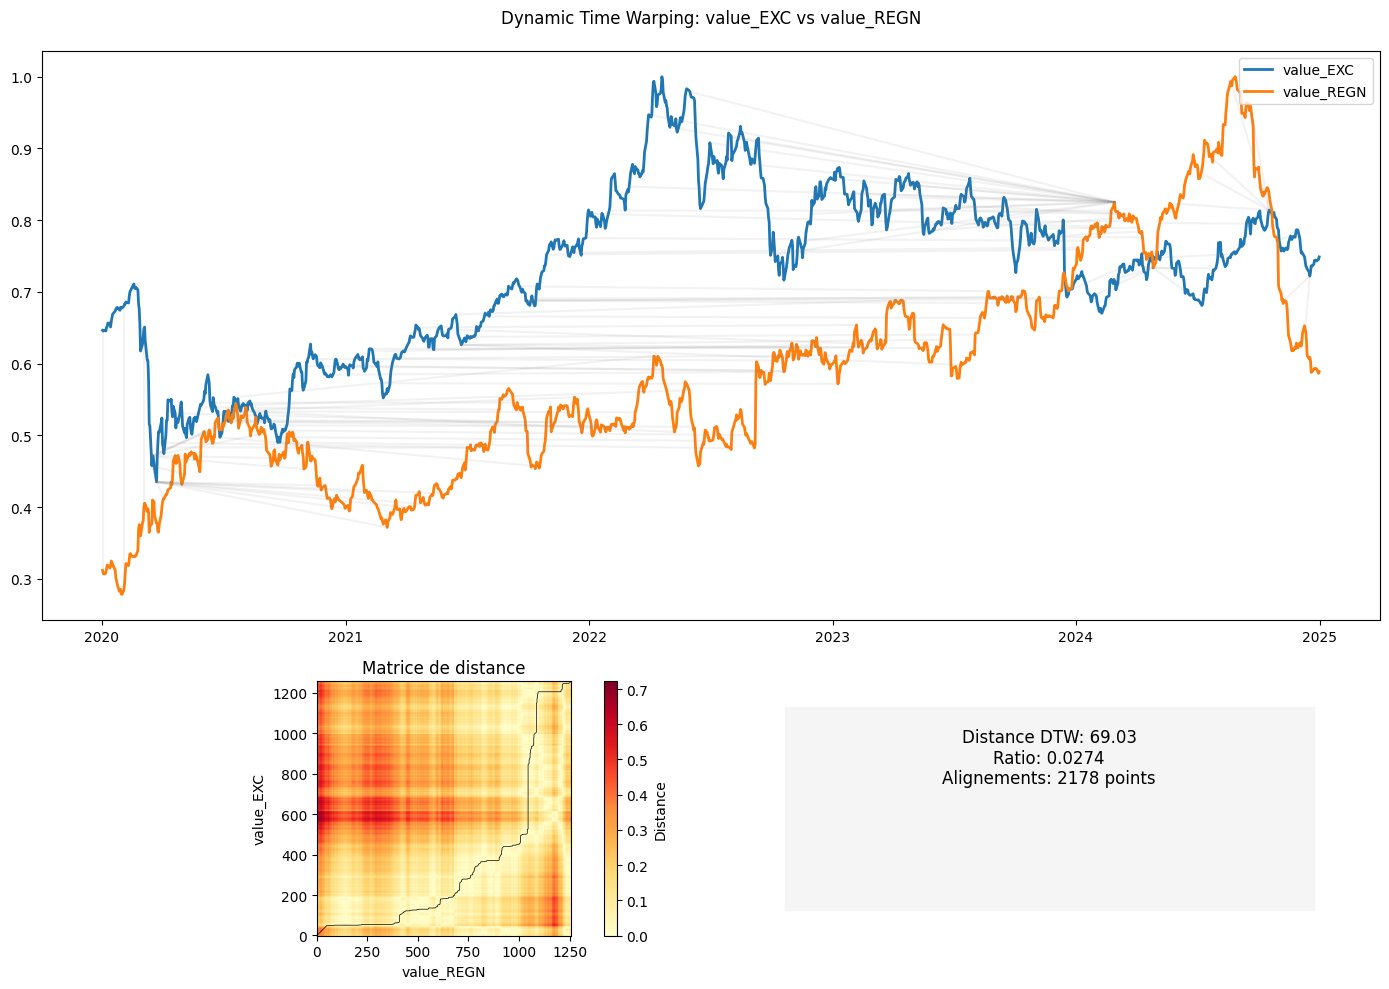 Dynamic Time Warping: value_EXC vs value_REGN
value_EXC
value_REGN
1.0
0.9
0.8
0.7
0.6
0.5
0.4
0.3
2020 2021 2022 2023 2024 2025
Matrice de distance
value_EXC
1200
1000
800
600
400
200
0
0 250 500 750 1000 1250
value_REGN
0.7
0.6
0.5
0.4
0.3
0.2
0.1
0.0
Distance
Distance DTW: 69.03
Ratio: 0.0274
Alignements: 2178 points